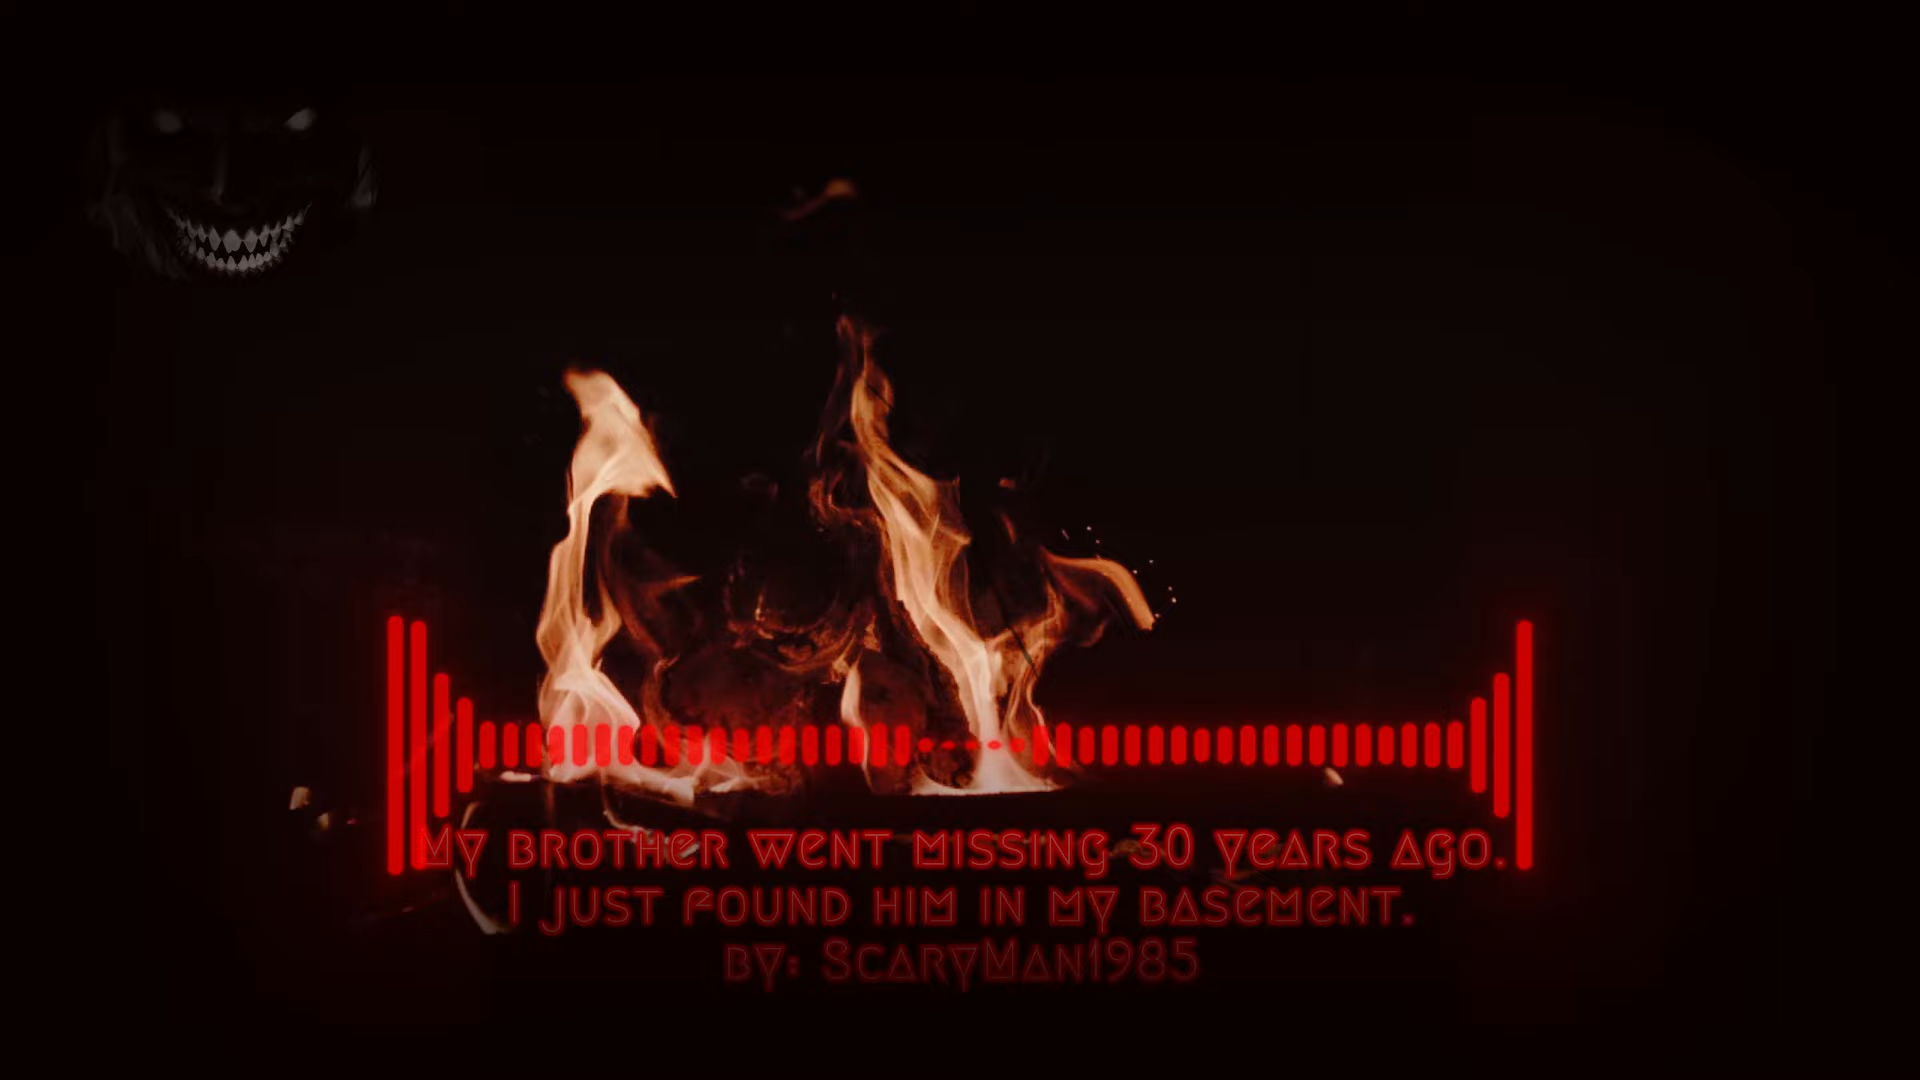 My brother went missing 30 years ago.
I just found him in my basement.
by: ScaryMan1985